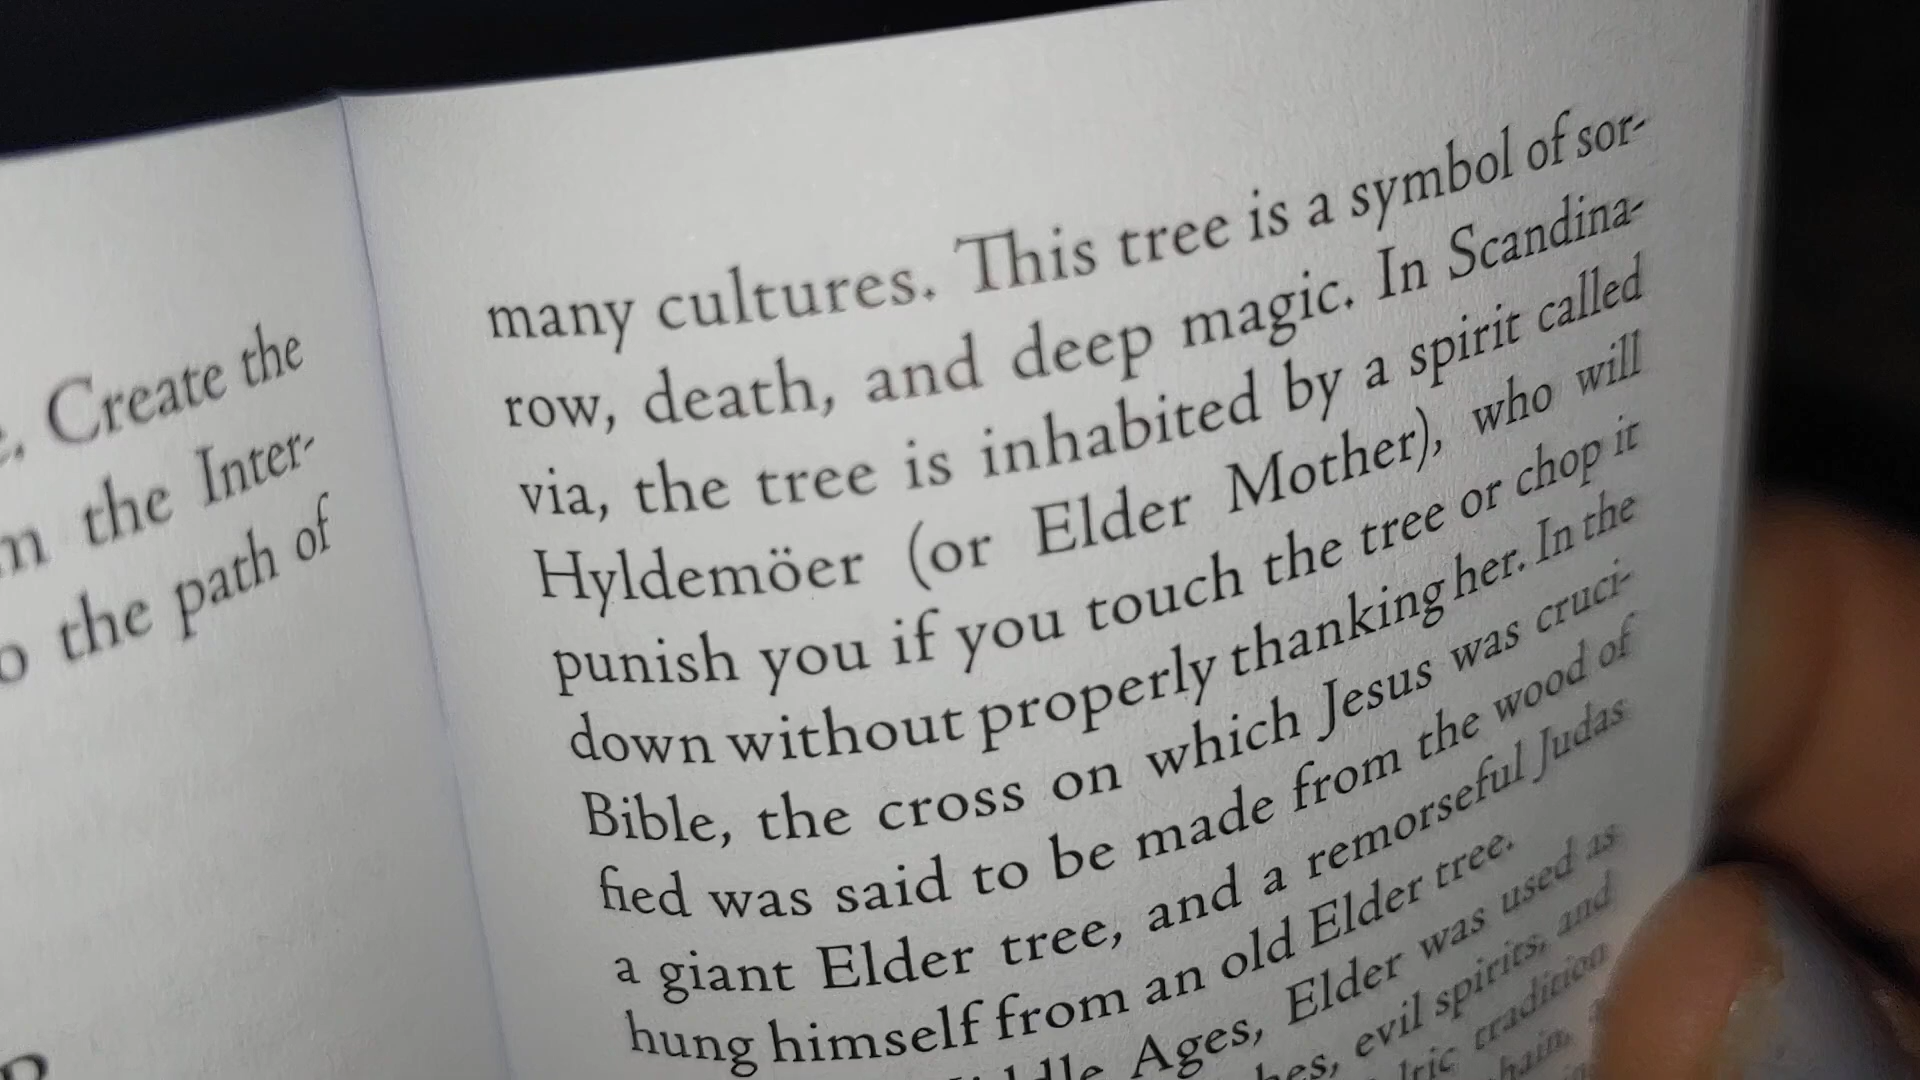 . Create the
the Inter-
the path of
many cultures. This tree is a symbol of sor-
row, death, and deep magic. In Scandina-
via, the tree is inhabited by a spirit called
Hyldemöer (or Elder Mother), who will
punish you if you touch the tree or chop it
down without properly thanking her. In the
Bible, the cross on which Jesus was cruci-
fied was said to be made from the wood of
a giant Elder tree, and a remorseful Judas
hung himself from an old Elder tree.
Ages, Elder was used as
evil spirits, and
tradition